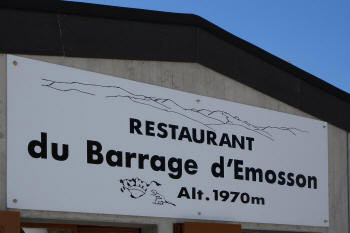 RESTAURANT
du Barrage d'Emosson
Alt. 1970m